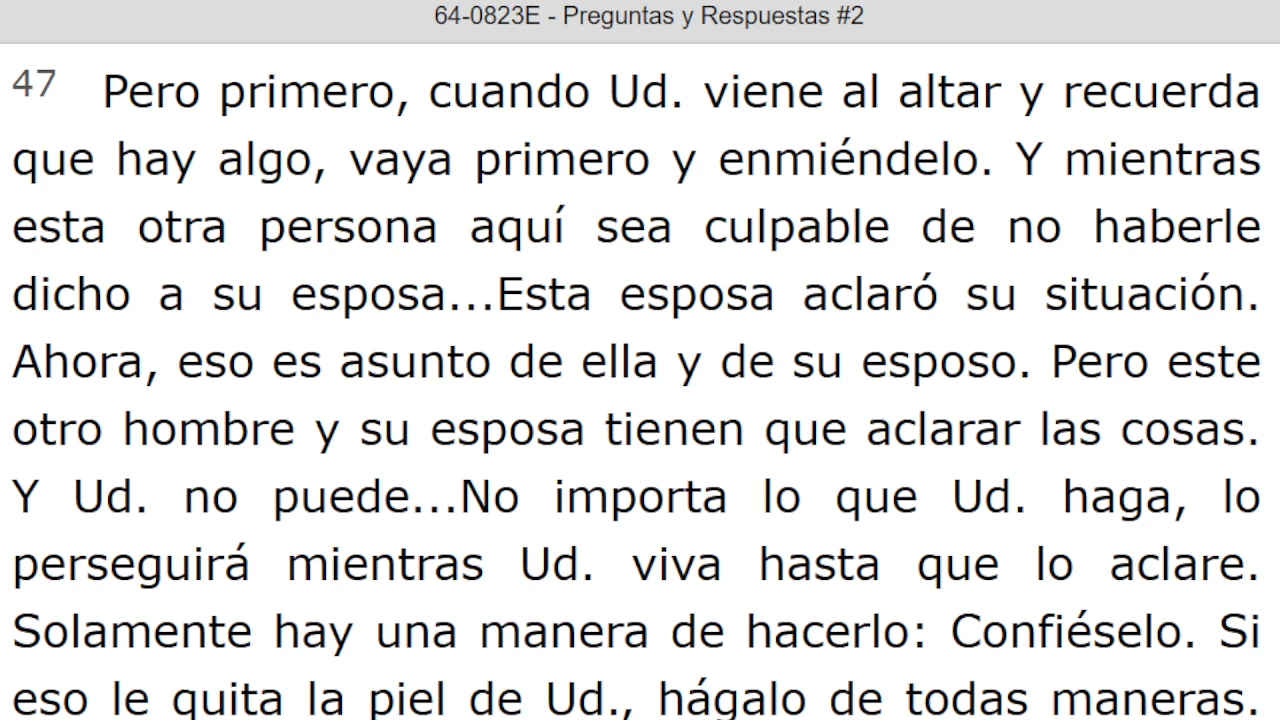 64-0823E - Preguntas y Respuestas #2
47 Pero primero, cuando Ud. viene al altar y recuerda
que hay algo, vaya primero y enmiéndelo. Y mientras
esta otra persona aquí sea culpable de no haberle
dicho a su esposa...Esta esposa aclaró su situación.
Ahora, eso es asunto de ella y de su esposo. Pero este
otro hombre y su esposa tienen que aclarar las cosas.
Y Ud. no puede...No importa lo que Ud. haga, lo
perseguirá mientras Ud. viva hasta que lo aclare.
Solamente hay una manera de hacerlo: Confiéselo. Si
eso le quita la piel de Ud., hágalo de todas maneras.